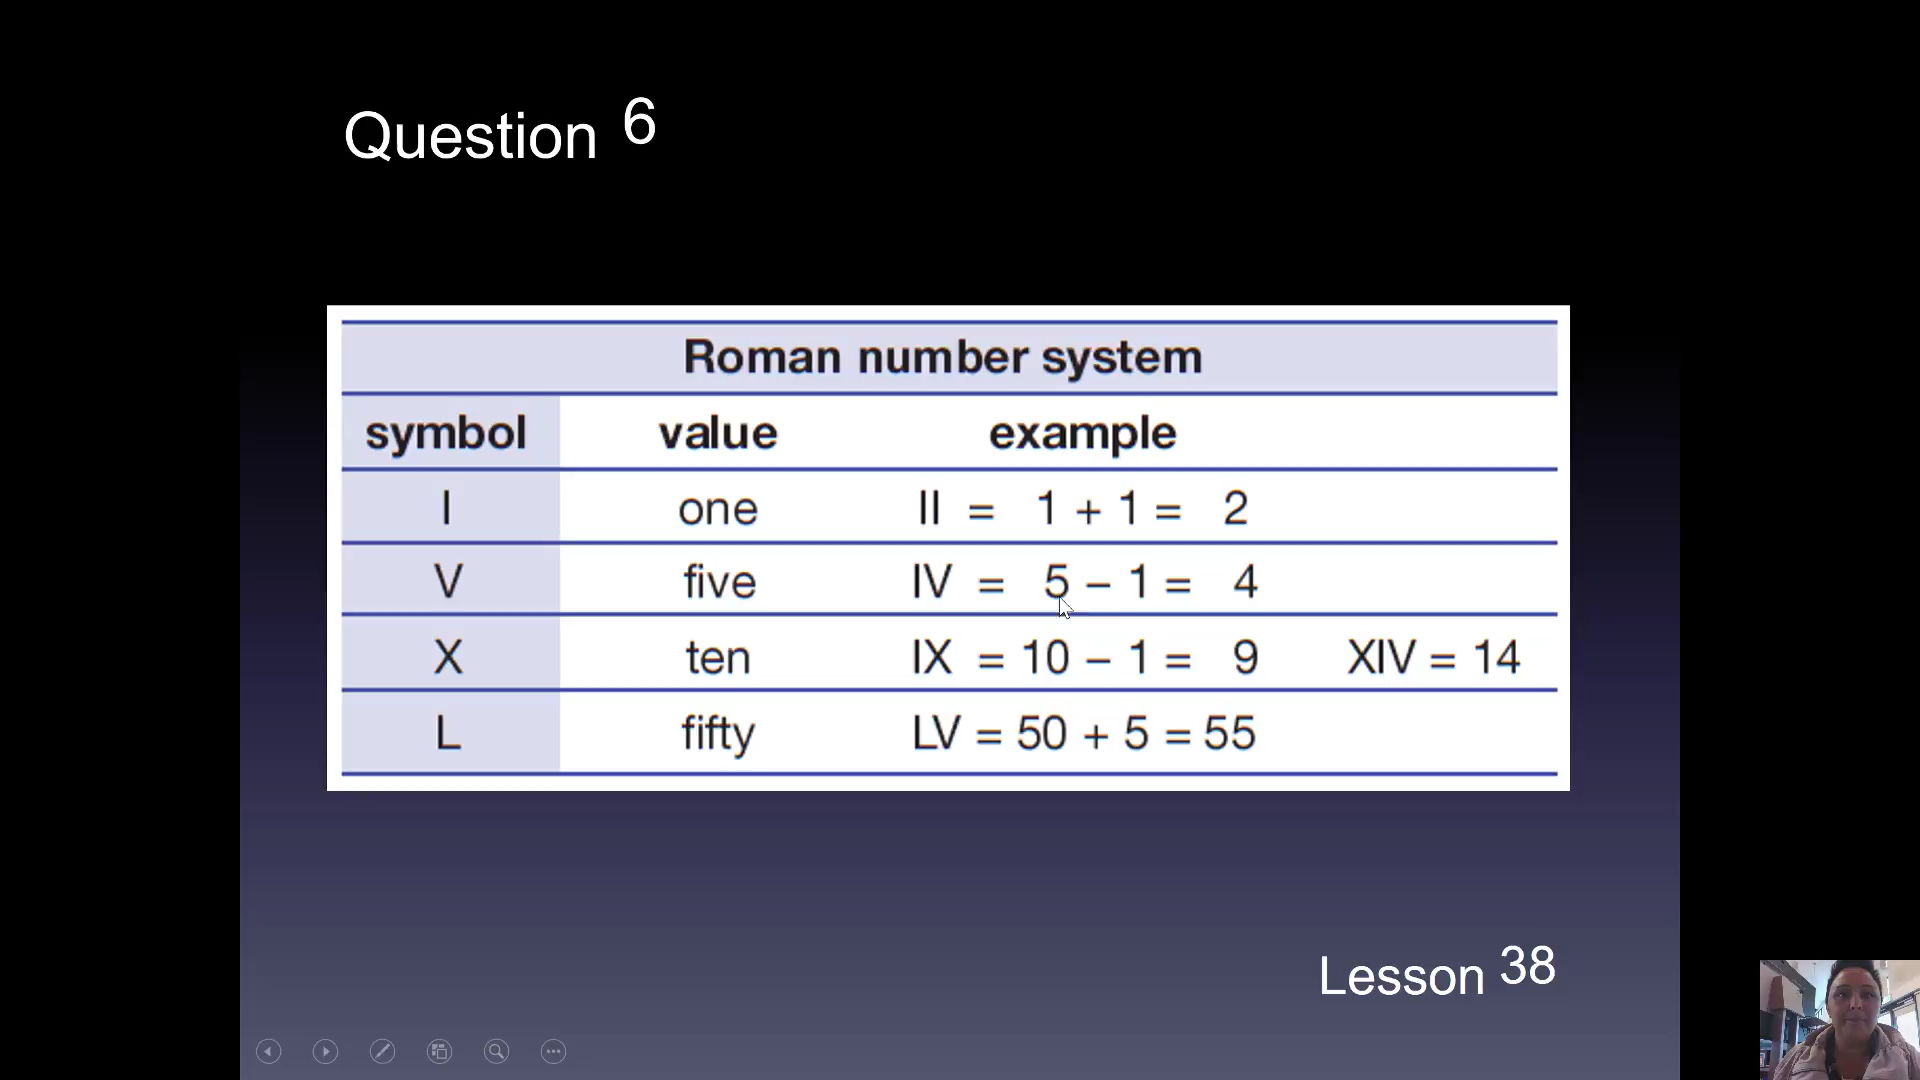 Question 6
Roman number system
symbol value example
I one II = 1 + 1 = 2
V five IV = 5 – 1 = 4
X ten IX = 10 – 1 = 9 XIV = 14
L fifty LV = 50 + 5 = 55
Lesson 38